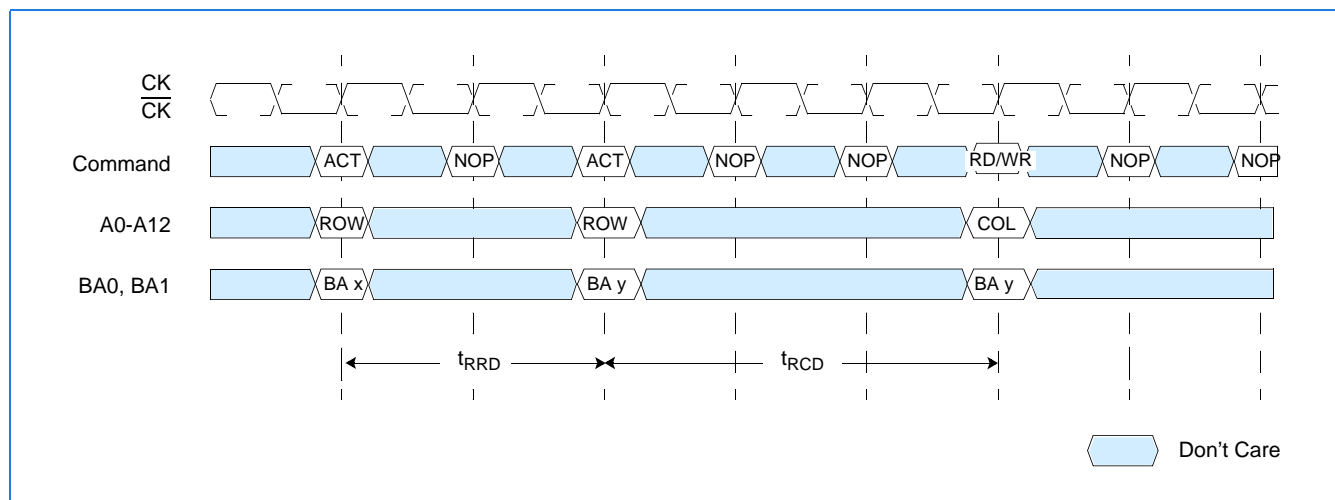 CK
CK
Command ACT NOP ACT NOP NOP RD/WR NOP NOP
A0-A12 ROW ROW COL
BA0, BA1 BA x BA y BA y
tRRD tRCD
Don't Care